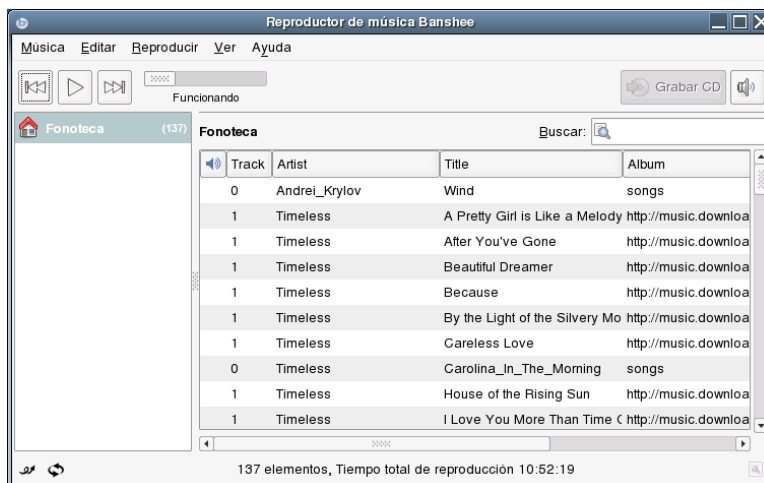 Reproductor de música Banshee
Música Editar Reproducir Ver Ayuda
Funcionando
Grabar CD
Fonoteca (137)
Fonoteca
Buscar:
Track Artist Title Album
0 Andrei_Krylov Wind songs
1 Timeless A Pretty Girl is Like a Melody http://music.downloa
1 Timeless After You've Gone http://music.downloa
1 Timeless Beautiful Dreamer http://music.downloa
1 Timeless Because http://music.downloa
1 Timeless By the Light of the Silvery Mo http://music.downloa
1 Timeless Careless Love http://music.downloa
0 Timeless Carolina_In_The_Morning songs
1 Timeless House of the Rising Sun http://music.downloa
1 Timeless I Love You More Than Time http://music.downloa
137 elementos, Tiempo total de reproducción 10:52:19